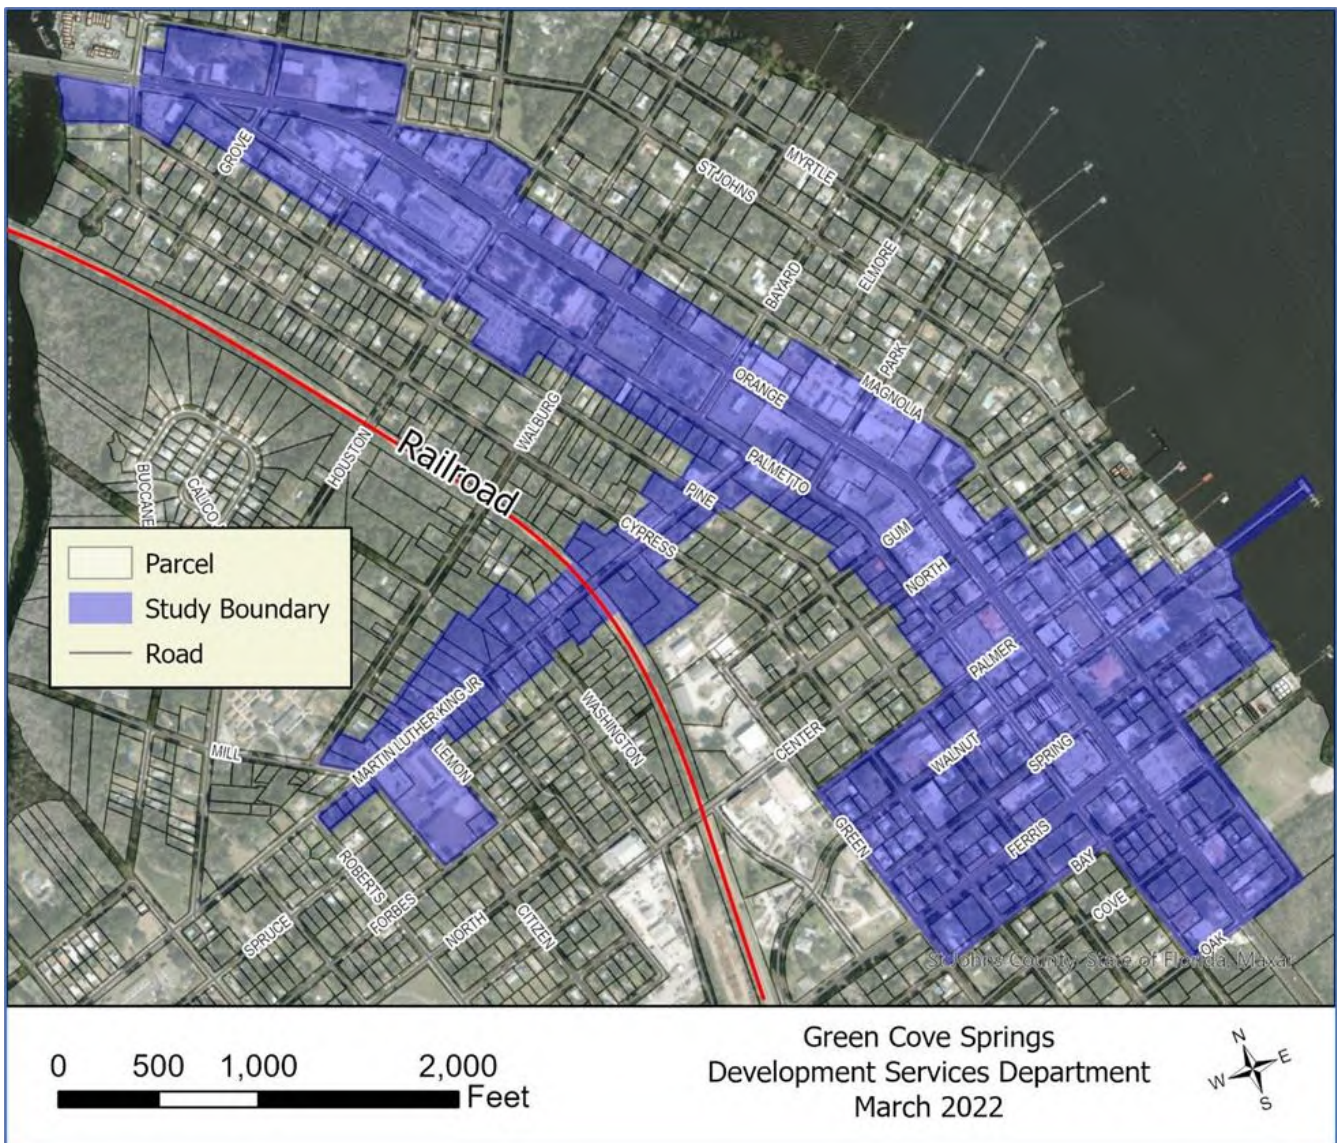 MYRTLE
ST JOHNS
GROVE
BAYARD
ELMORE
PARK
MAGNOLIA
ORANGE
WALBURG
HOUSTON
Railroad
PALMETTO
PINE
CYPRESS
BUCCANE
CALICO
GUM
NORTH
PALMER
Parcel
Study Boundary
Road
MARTIN LUTHER KING JR
WASHINGTON
CENTER
WALNUT
SPRING
MILL
LEMON
GREEN
FERRIS
BAY
COVE
OAK
ROBERTS
FORBES
SPRUCE
NORTH
CITIZEN
St Johns County, State of Florida, Maxar
0 500 1,000 2,000
Feet
Green Cove Springs
Development Services Department
March 2022
N
E
W
S